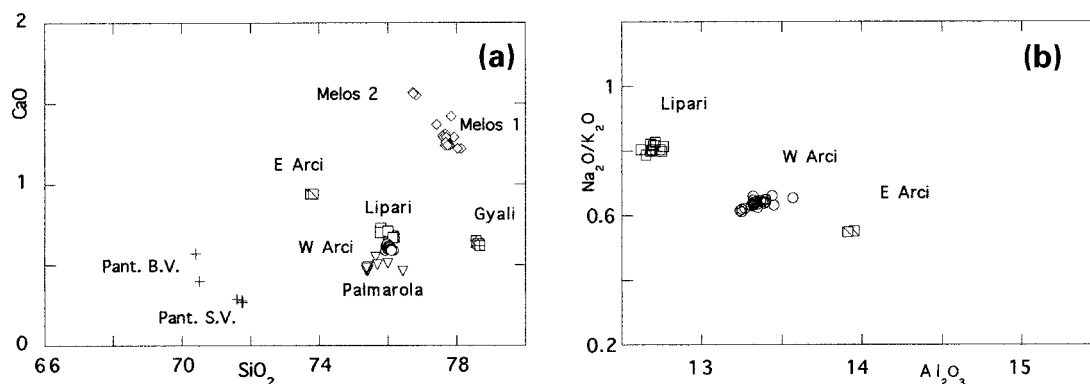 (a)
2
1
0
CaO
Melos 2
Melos 1
E Arci
Lipari
Gyali
W Arci
Pant. B.V.
Palmarola
Pant. S.V.
66 70 74 78
SiO₂
(b)
1
0.6
0.2
Na₂O/K₂O
Lipari
W Arci
E Arci
13 14 15
Al₂O₃